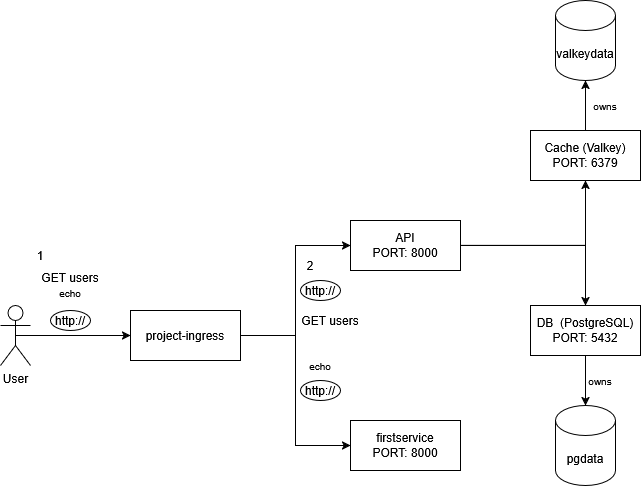 valkeydata
owns
Cache (Valkey)
PORT: 6379
API
PORT: 8000
1
GET users
echo
http://
2
http://
GET users
User
project-ingress
DB (PostgreSQL)
PORT: 5432
owns
echo
http://
firstservice
PORT: 8000
pgdata